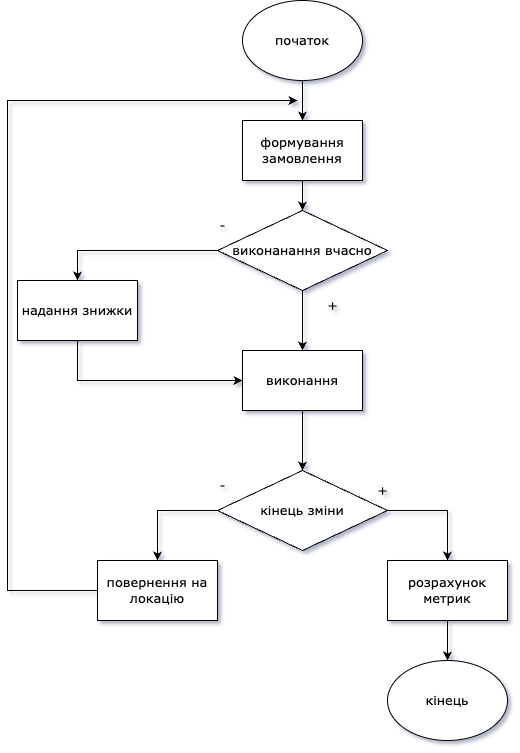 початок
формування
замовлення
-
виконанання вчасно
надання знижки
+
виконання
-
+
кінець зміни
повернення на
локацію
розрахунок
метрик
кінець